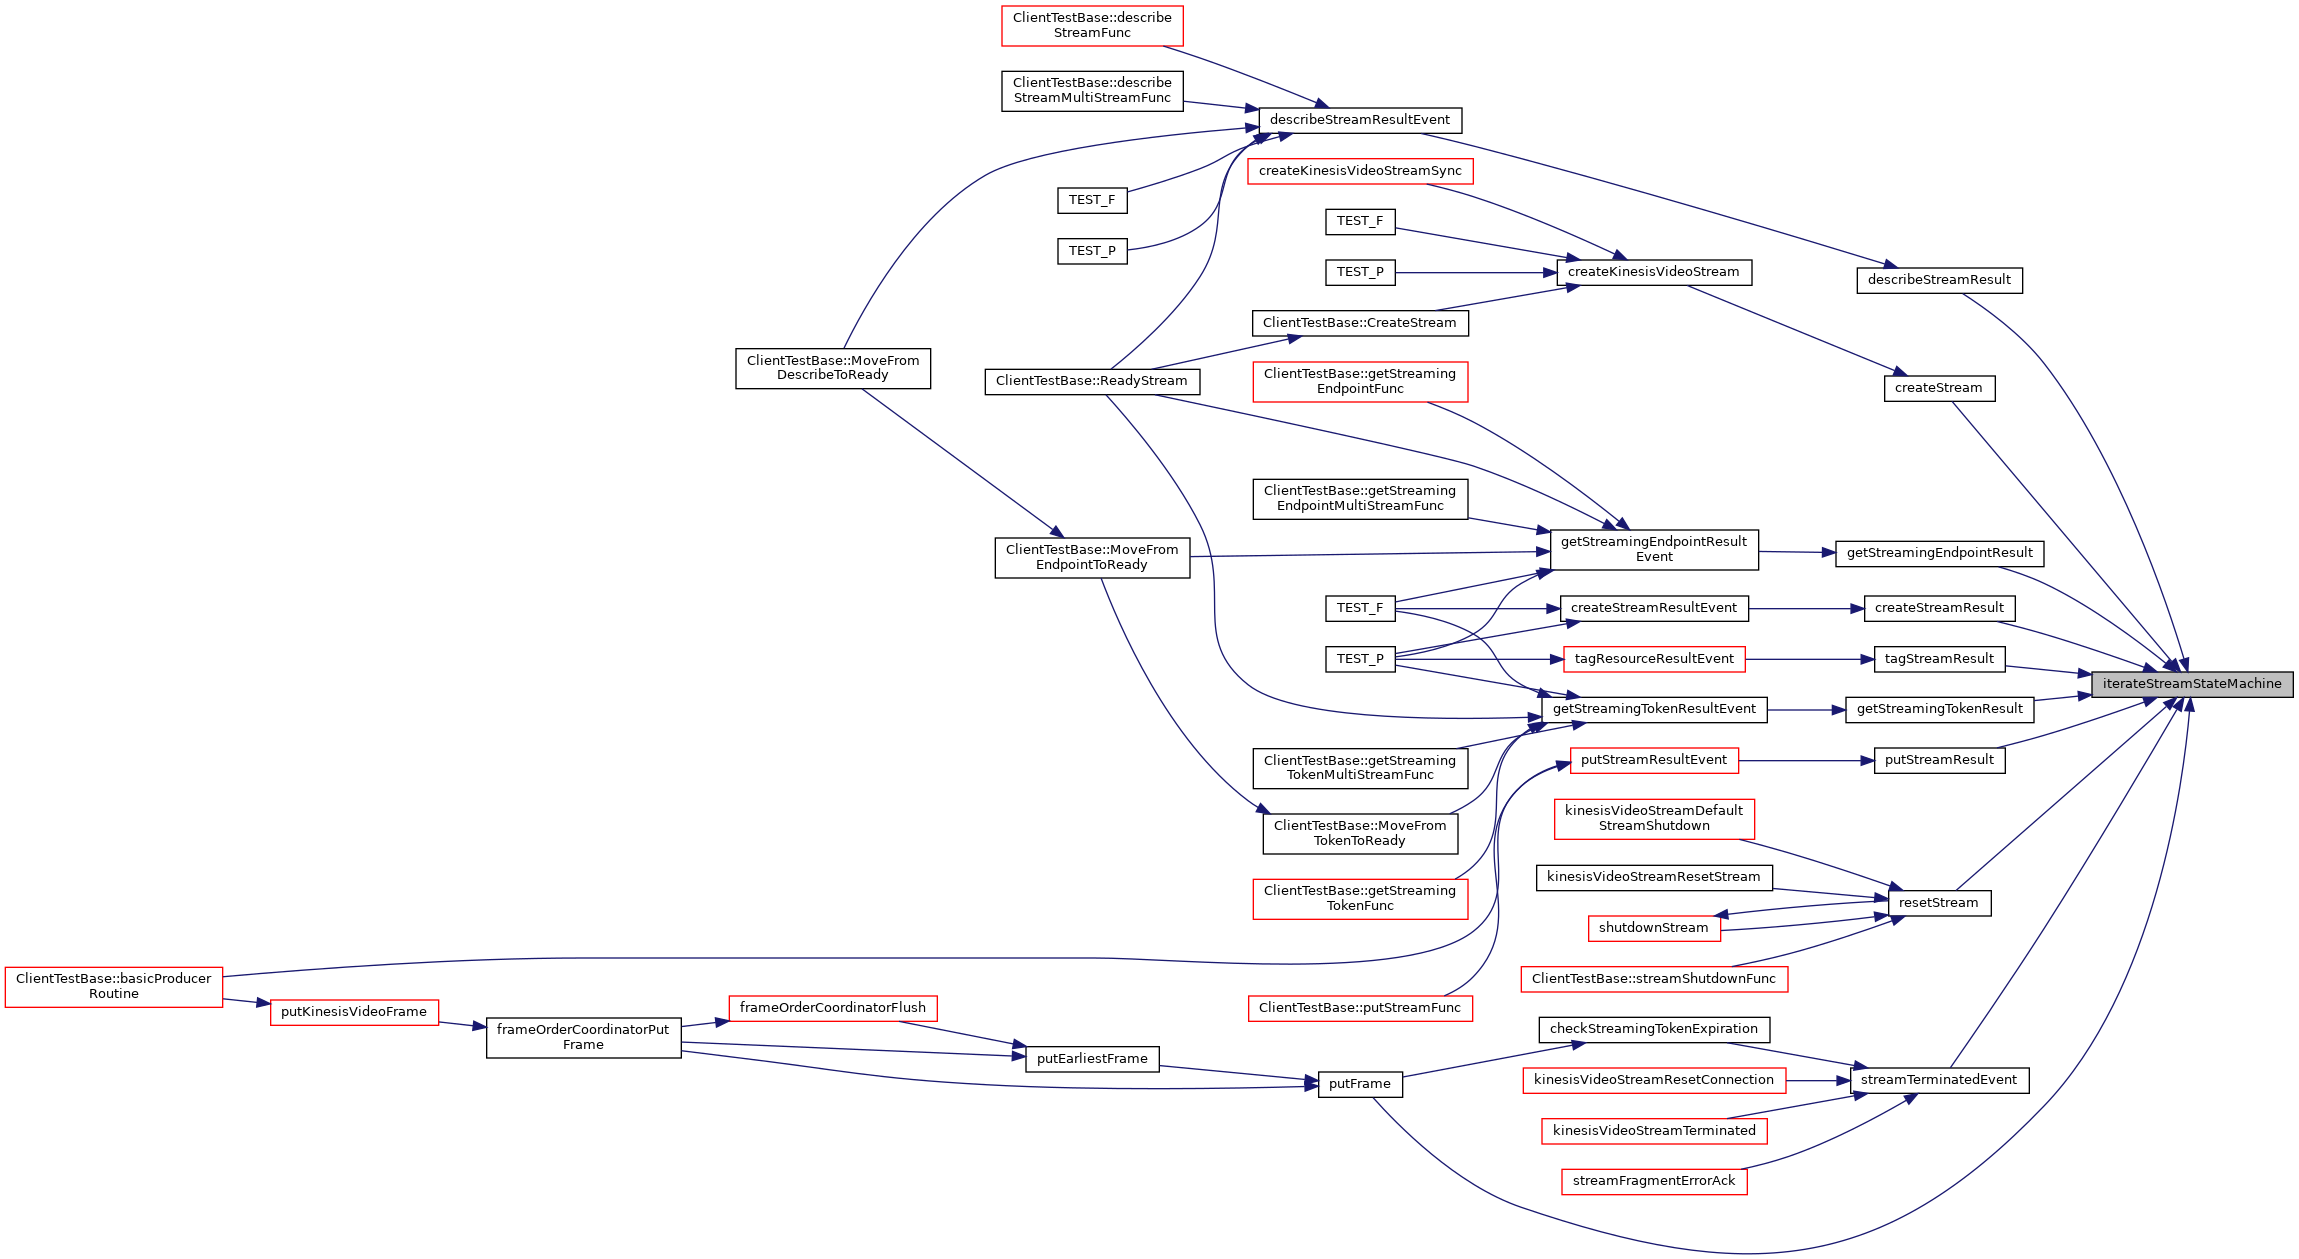 ClientTestBase::describe
StreamFunc
ClientTestBase::describe
StreamMultiStreamFunc
describeStreamResultEvent
createKinesisVideoStreamSync
TEST_F
TEST_F
TEST_P
TEST_P
createKinesisVideoStream
describeStreamResult
ClientTestBase::CreateStream
ClientTestBase::MoveFrom
DescribeToReady
ClientTestBase::ReadyStream
ClientTestBase::getStreaming
EndpointFunc
createStream
ClientTestBase::getStreaming
EndpointMultiStreamFunc
ClientTestBase::MoveFrom
EndpointToReady
getStreamingEndpointResult
Event
getStreamingEndpointResult
TEST_F
createStreamResultEvent
createStreamResult
TEST_P
tagResourceResultEvent
tagStreamResult
iterateStreamStateMachine
getStreamingTokenResultEvent
getStreamingTokenResult
ClientTestBase::getStreaming
TokenMultiStreamFunc
putStreamResultEvent
putStreamResult
ClientTestBase::MoveFrom
TokenToReady
kinesisVideoStreamDefault
StreamShutdown
kinesisVideoStreamResetStream
ClientTestBase::getStreaming
TokenFunc
resetStream
shutdownStream
ClientTestBase::streamShutdownFunc
ClientTestBase::basicProducer
Routine
putKinesisVideoFrame
frameOrderCoordinatorFlush
ClientTestBase::putStreamFunc
frameOrderCoordinatorPut
Frame
checkStreamingTokenExpiration
putEarliestFrame
putFrame
kinesisVideoStreamResetConnection
streamTerminatedEvent
kinesisVideoStreamTerminated
streamFragmentErrorAck